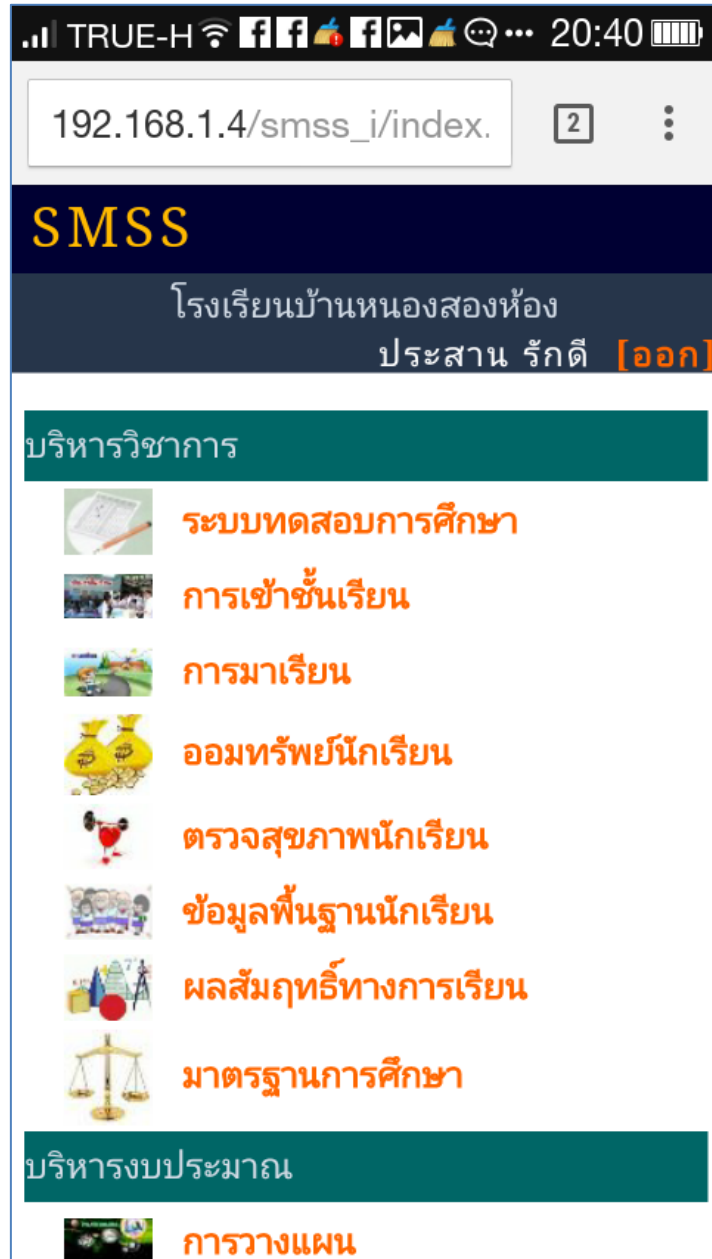 TRUE-H 20:40
192.168.1.4/smss_i/index. 2
SMSS
โรงเรียนบ้านหนองสองห้อง
ประสาน รักดี [ออก]
บริหารวิชาการ
ระบบทดสอบการศึกษา
การเข้าชั้นเรียน
การมาเรียน
ออมทรัพย์นักเรียน
ตรวจสุขภาพนักเรียน
ข้อมูลพื้นฐานนักเรียน
ผลสัมฤทธิ์ทางการเรียน
มาตรฐานการศึกษา
บริหารงบประมาณ
การวางแผน